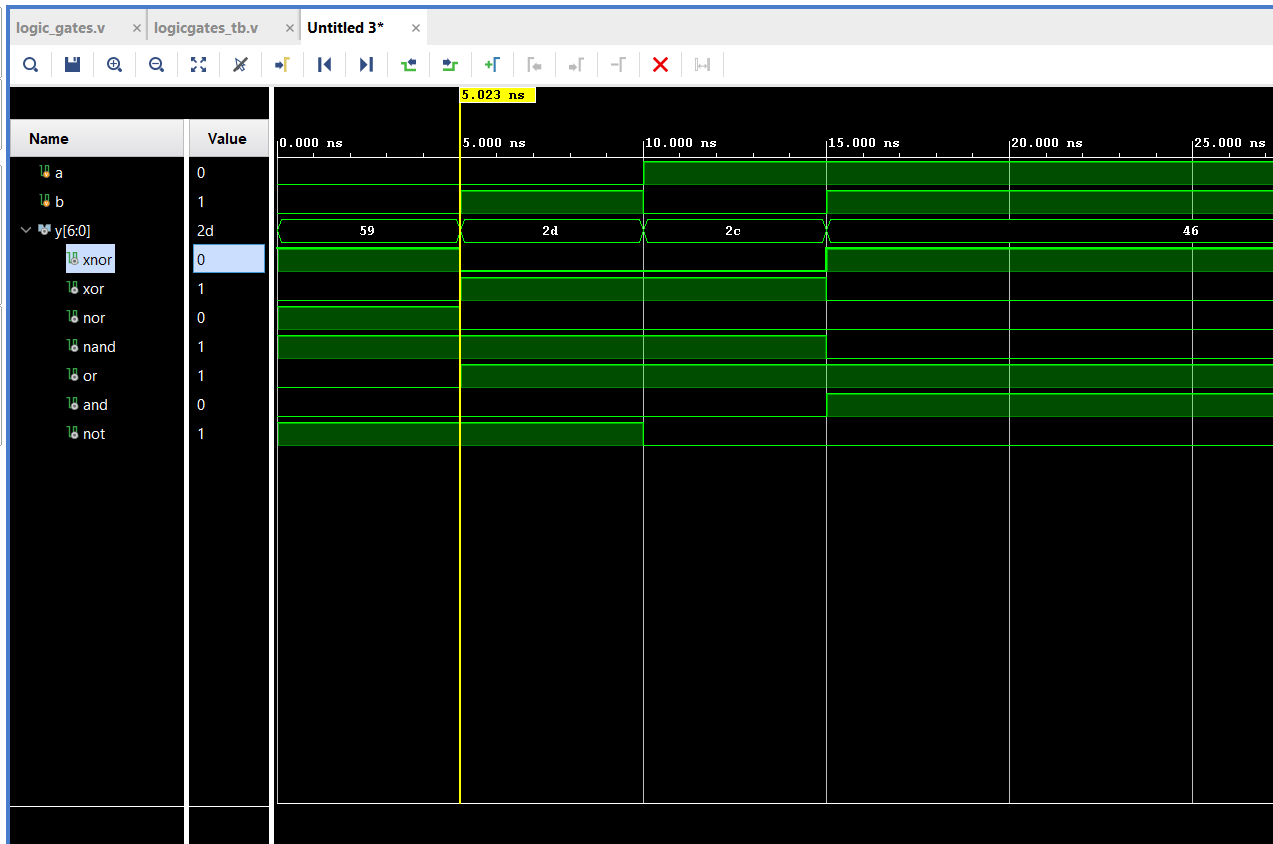 logic_gates.v × logicgates_tb.v × Untitled 3* ×
5.023 ns
Name Value
0.000 ns 5.000 ns 10.000 ns 15.000 ns 20.000 ns 25.000 ns
a 0
b 1
y[6:0] 2d 59 2d 2c 46
xnor 0
xor 1
nor 0
nand 1
or 1
and 0
not 1